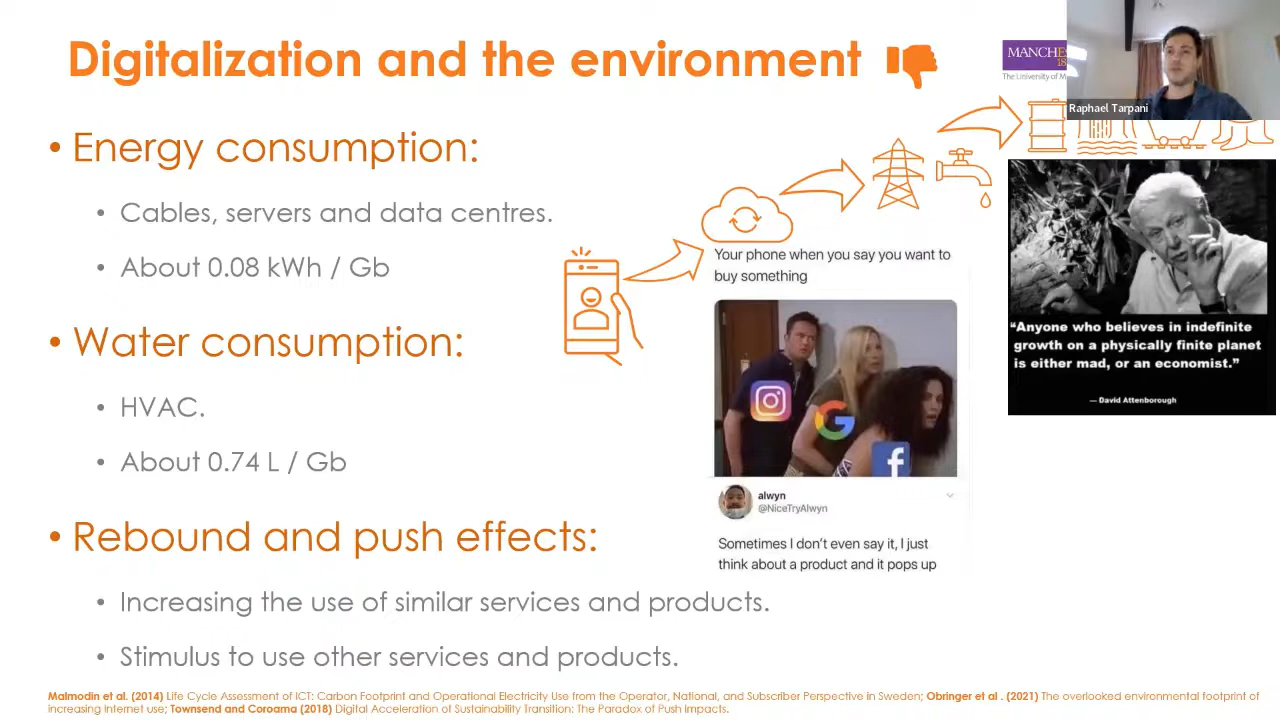 Digitalization and the environment
MANCHES
18
The University of M
Raphael Tarpani
• Energy consumption:
• Cables, servers and data centres.
• About 0.08 kWh / Gb
• Water consumption:
• HVAC.
• About 0.74 L / Gb
• Rebound and push effects:
• Increasing the use of similar services and products.
• Stimulus to use other services and products.
Your phone when you say you want to
buy something
alwyn
@NiceTryAlwyn
Sometimes I don't even say it, I just
think about a product and it pops up
“Anyone who believes in indefinite
growth on a physically finite planet
is either mad, or an economist.”
— David Attenborough
Malmodin et al. (2014) Life Cycle Assessment of ICT: Carbon Footprint and Operational Electricity Use from the Operator, National, and Subscriber Perspective in Sweden; Obringer et al . (2021) The overlooked environmental footprint of
increasing Internet use; Townsend and Coroama (2018) Digital Acceleration of Sustainability Transition: The Paradox of Push Impacts.